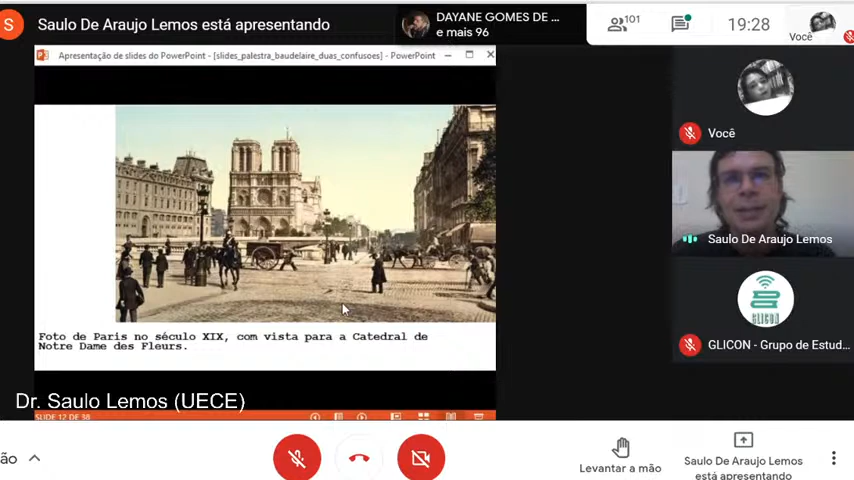 S
Saulo De Araujo Lemos está apresentando
DAYANE GOMES DE ...
e mais 96
101
19:28
Você
Apresentação de slides do PowerPoint - [slides_palestra_baudelaire_duas_confusoes] - PowerPoint
Você
Saulo De Araujo Lemos
Foto de Paris no século XIX, com vista para a Catedral de
Notre Dame des Fleurs.
GLICON
GLICON - Grupo de Estud...
Dr. Saulo Lemos (UECE)
SLIDE 12 DE 38
ão
Levantar a mão
Saulo De Araujo Lemos
está apresentando